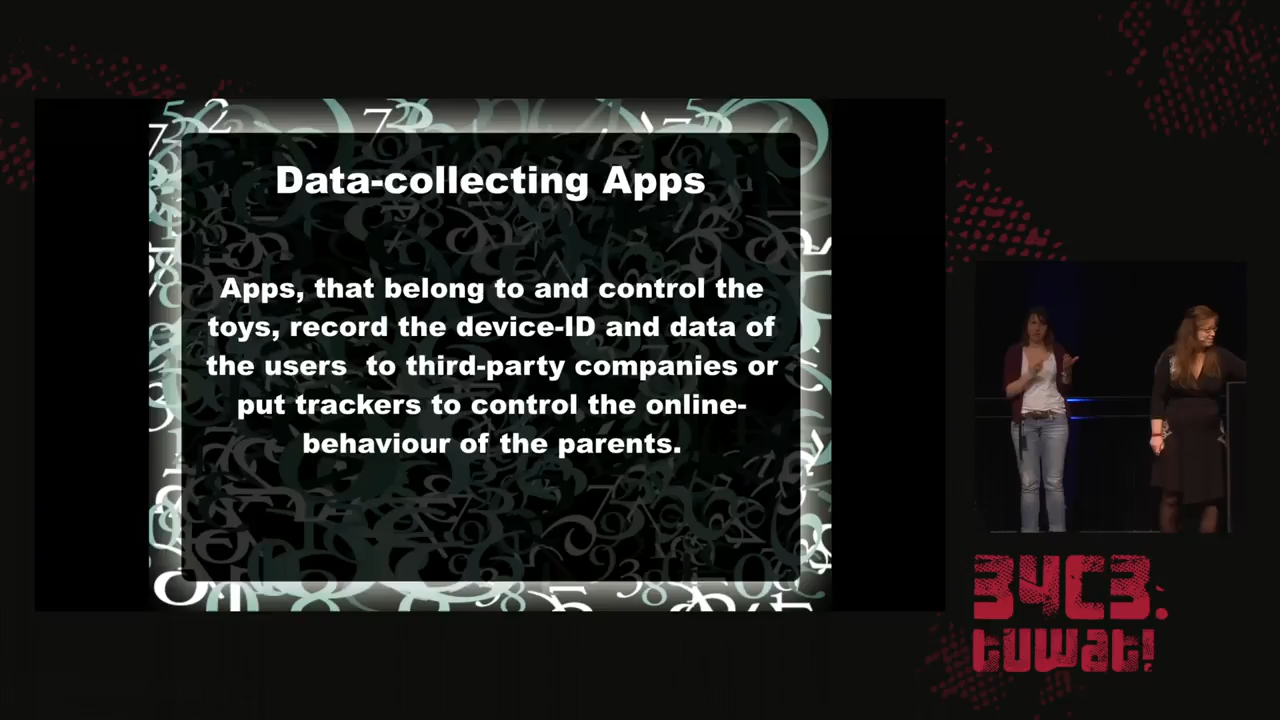 Data-collecting Apps
Apps, that belong to and control the
toys, record the device-ID and data of
the users  to third-party companies or
put trackers to control the online-
behaviour of the parents.
34C3.
tuwat!